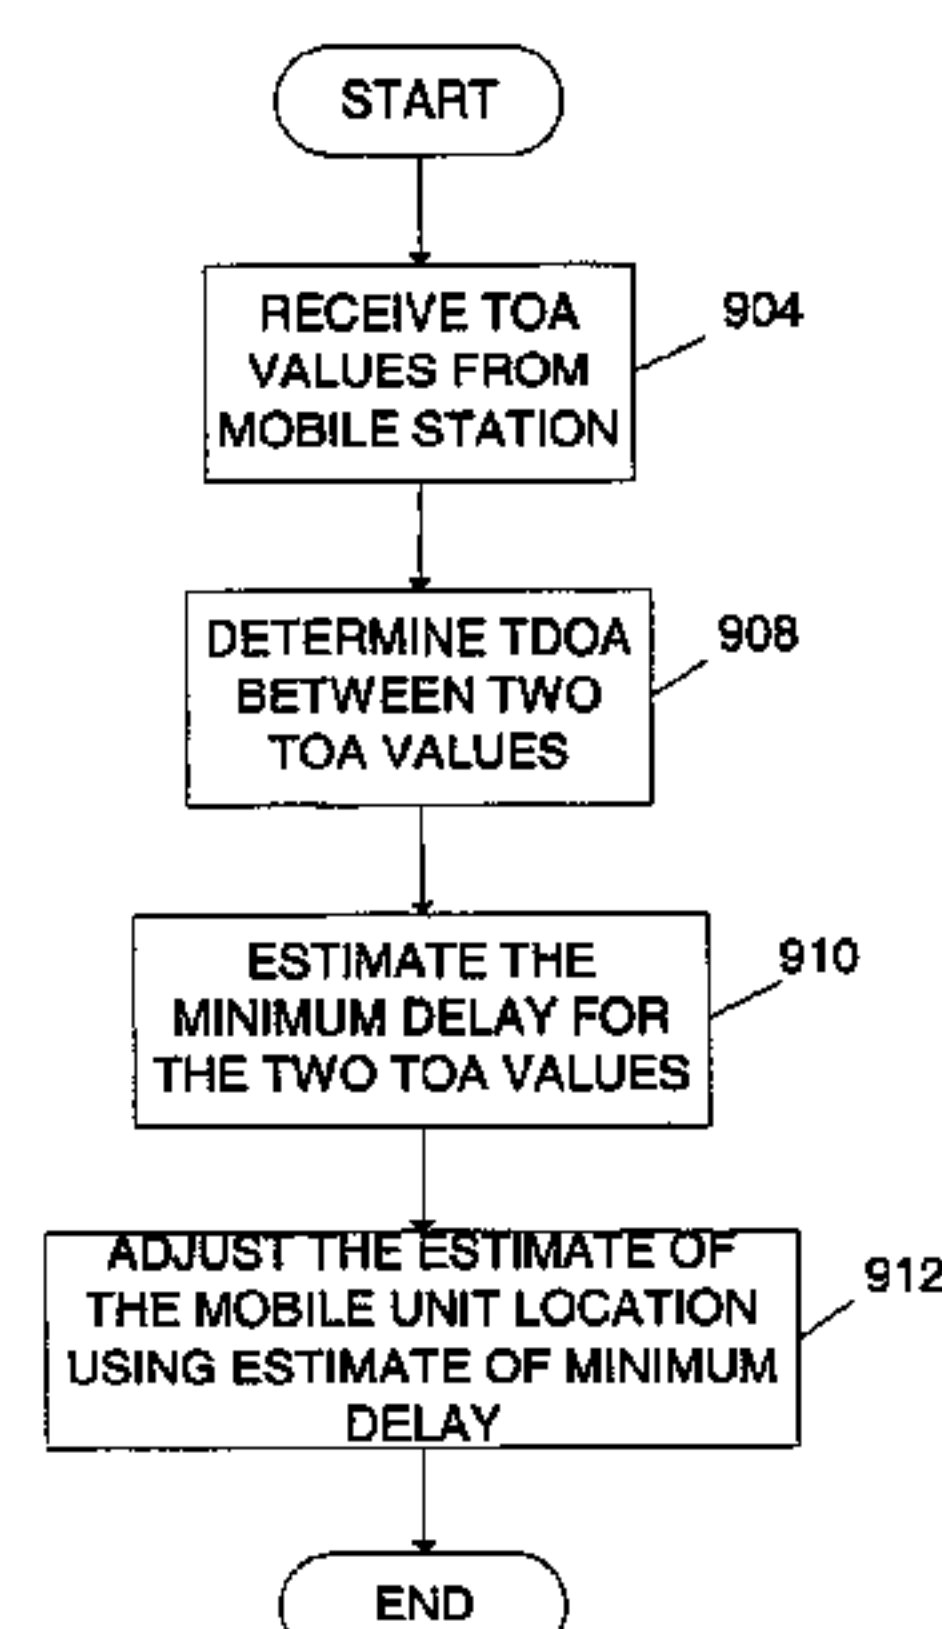 START
RECEIVE TOA
VALUES FROM
MOBILE STATION
904
DETERMINE TDOA
BETWEEN TWO
TOA VALUES
908
ESTIMATE THE
MINIMUM DELAY FOR
THE TWO TOA VALUES
910
ADJUST THE ESTIMATE OF
THE MOBILE UNIT LOCATION
USING ESTIMATE OF MINIMUM
DELAY
912
END